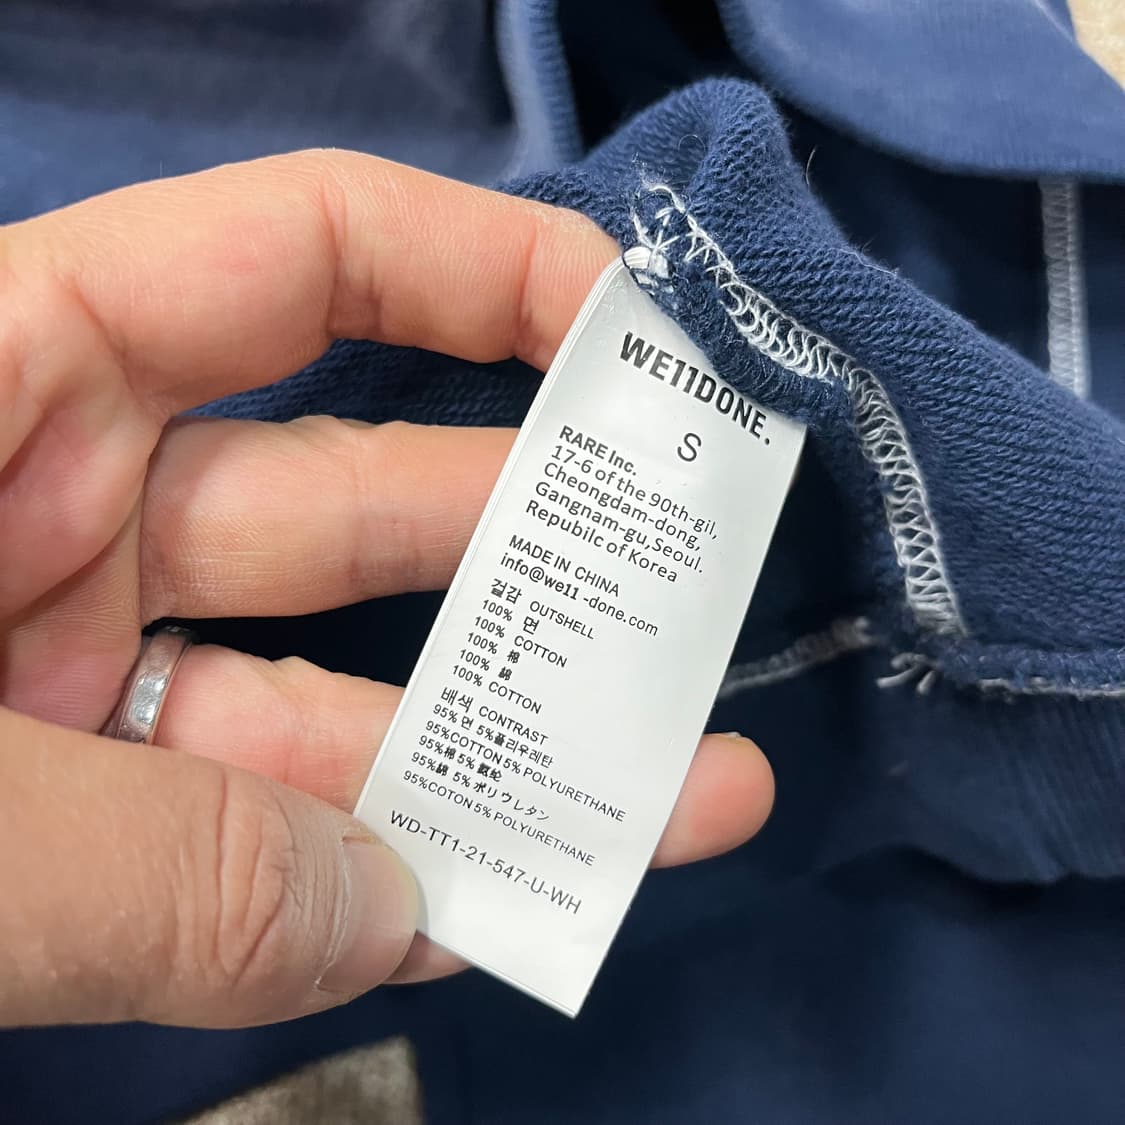 WE11DONE.
S
RARE Inc.
17-6 of the 90th-gil,
Cheongdam-dong,
Gangnam-gu,Seoul.
Repubilc of Korea
MADE IN CHINA
info@we11 -done.com
겉감 OUTSHELL
100% 면
100% COTTON
100% 棉
100% 綿
100% COTTON
배색 CONTRAST
95% 면 5%폴리우레탄
95%COTTON 5% POLYURETHANE
95%棉 5% 氨纶
95%綿 5% ポリウレタン
95%COTON 5% POLYURETHANE
WD-TT1-21-547-U-WH